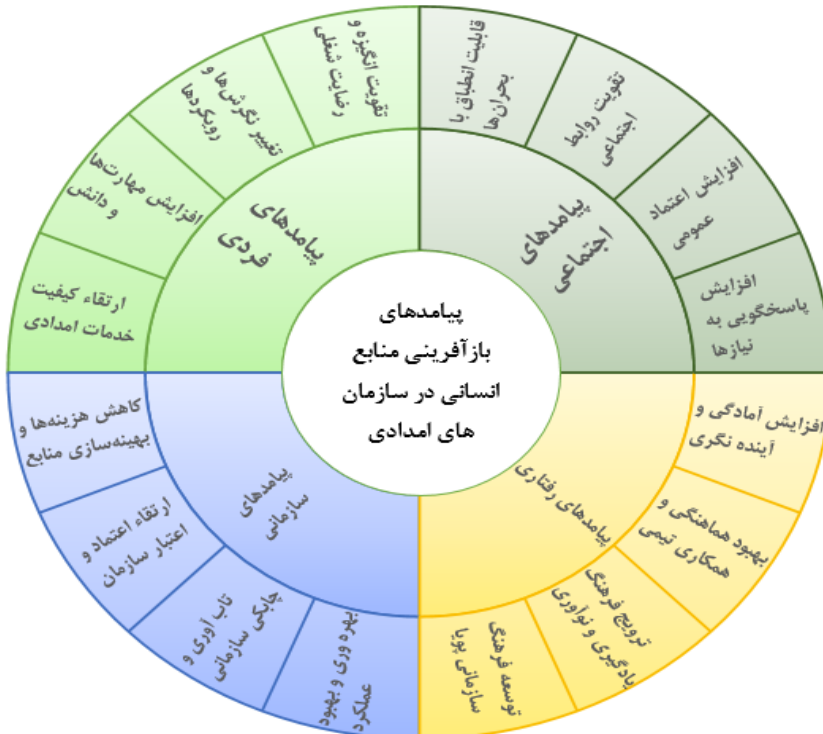 پیامدهای
بازآفرینی منابع
انسانی در سازمان
های امدادی
پیامدهای
اجتماعی
قابلیت انطباق با
بحران‌ها
تقویت روابط
اجتماعی
افزایش اعتماد
عمومی
افزایش
پاسخگویی به
نیازها
پیامدهای رفتاری
افزایش آمادگی و
آینده نگری
بهبود هماهنگی و
همکاری تیمی
ترویج فرهنگ
یادگیری و نوآوری
توسعه فرهنگ
سازمانی پویا
پیامدهای
سازمانی
بهره وری و بهبود
عملکرد
تاب آوری و
چابکی سازمانی
ارتقاء اعتماد و
اعتبار سازمان
کاهش هزینه‌ها و
بهینه‌سازی منابع
پیامدهای
فردی
ارتقاء کیفیت
خدمات امدادی
افزایش مهارت‌ها
و دانش
تغییر نگرش‌ها و
رویکردها
تقویت انگیزه و
رضایت شغلی